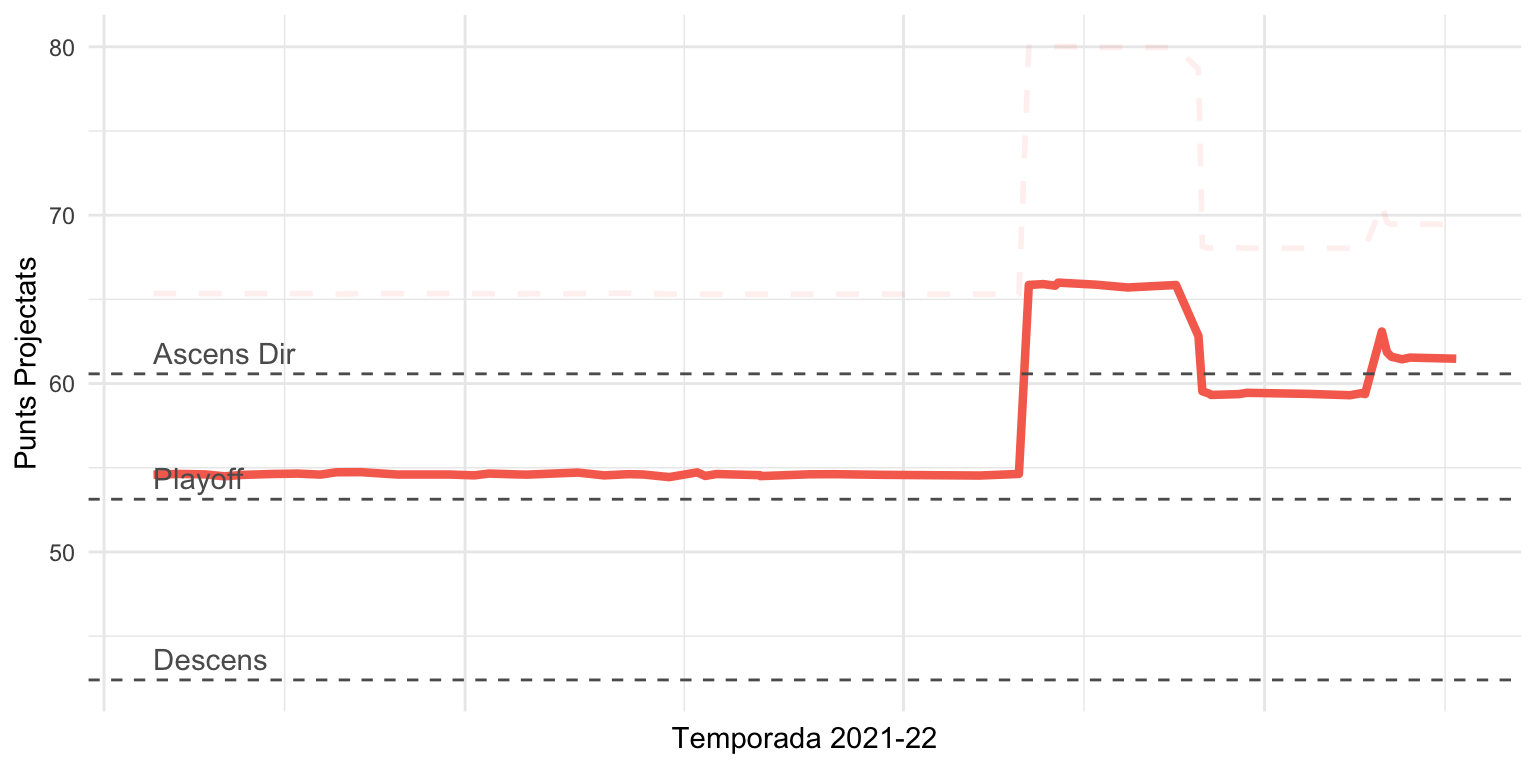 80
70
60
50
Punts Projectats
Ascens Dir
Playoff
Descens
Temporada 2021-22